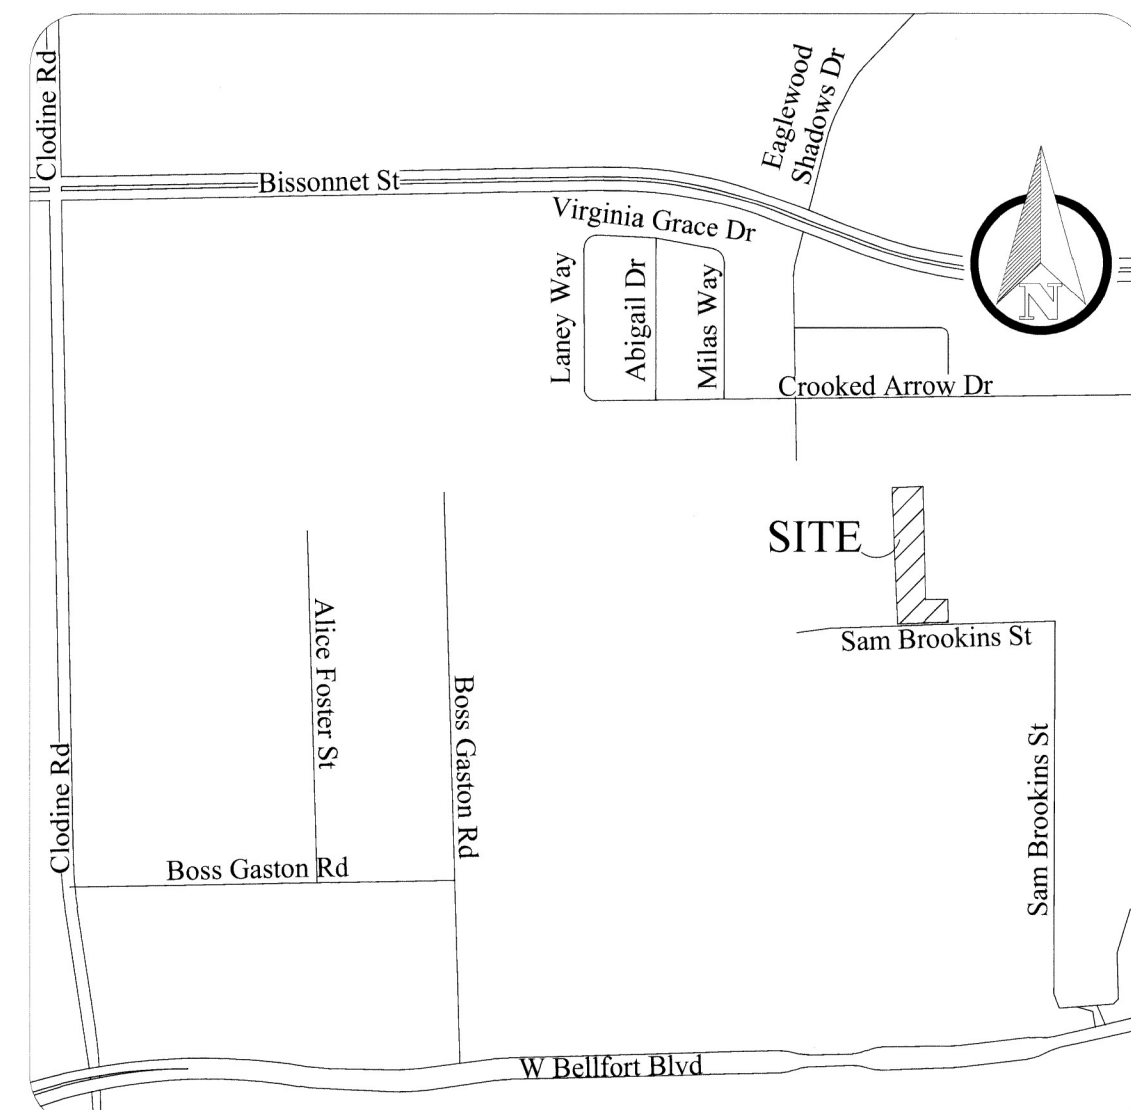 Clodine Rd
Eaglewood
Shadows Dr
Bissonnet St
Virginia Grace Dr
Laney Way
Abigail Dr
Milas Way
N
Crooked Arrow Dr
SITE
Sam Brookins St
Alice Foster St
Boss Gaston Rd
Clodine Rd
Sam Brookins St
Boss Gaston Rd
W Bellfort Blvd